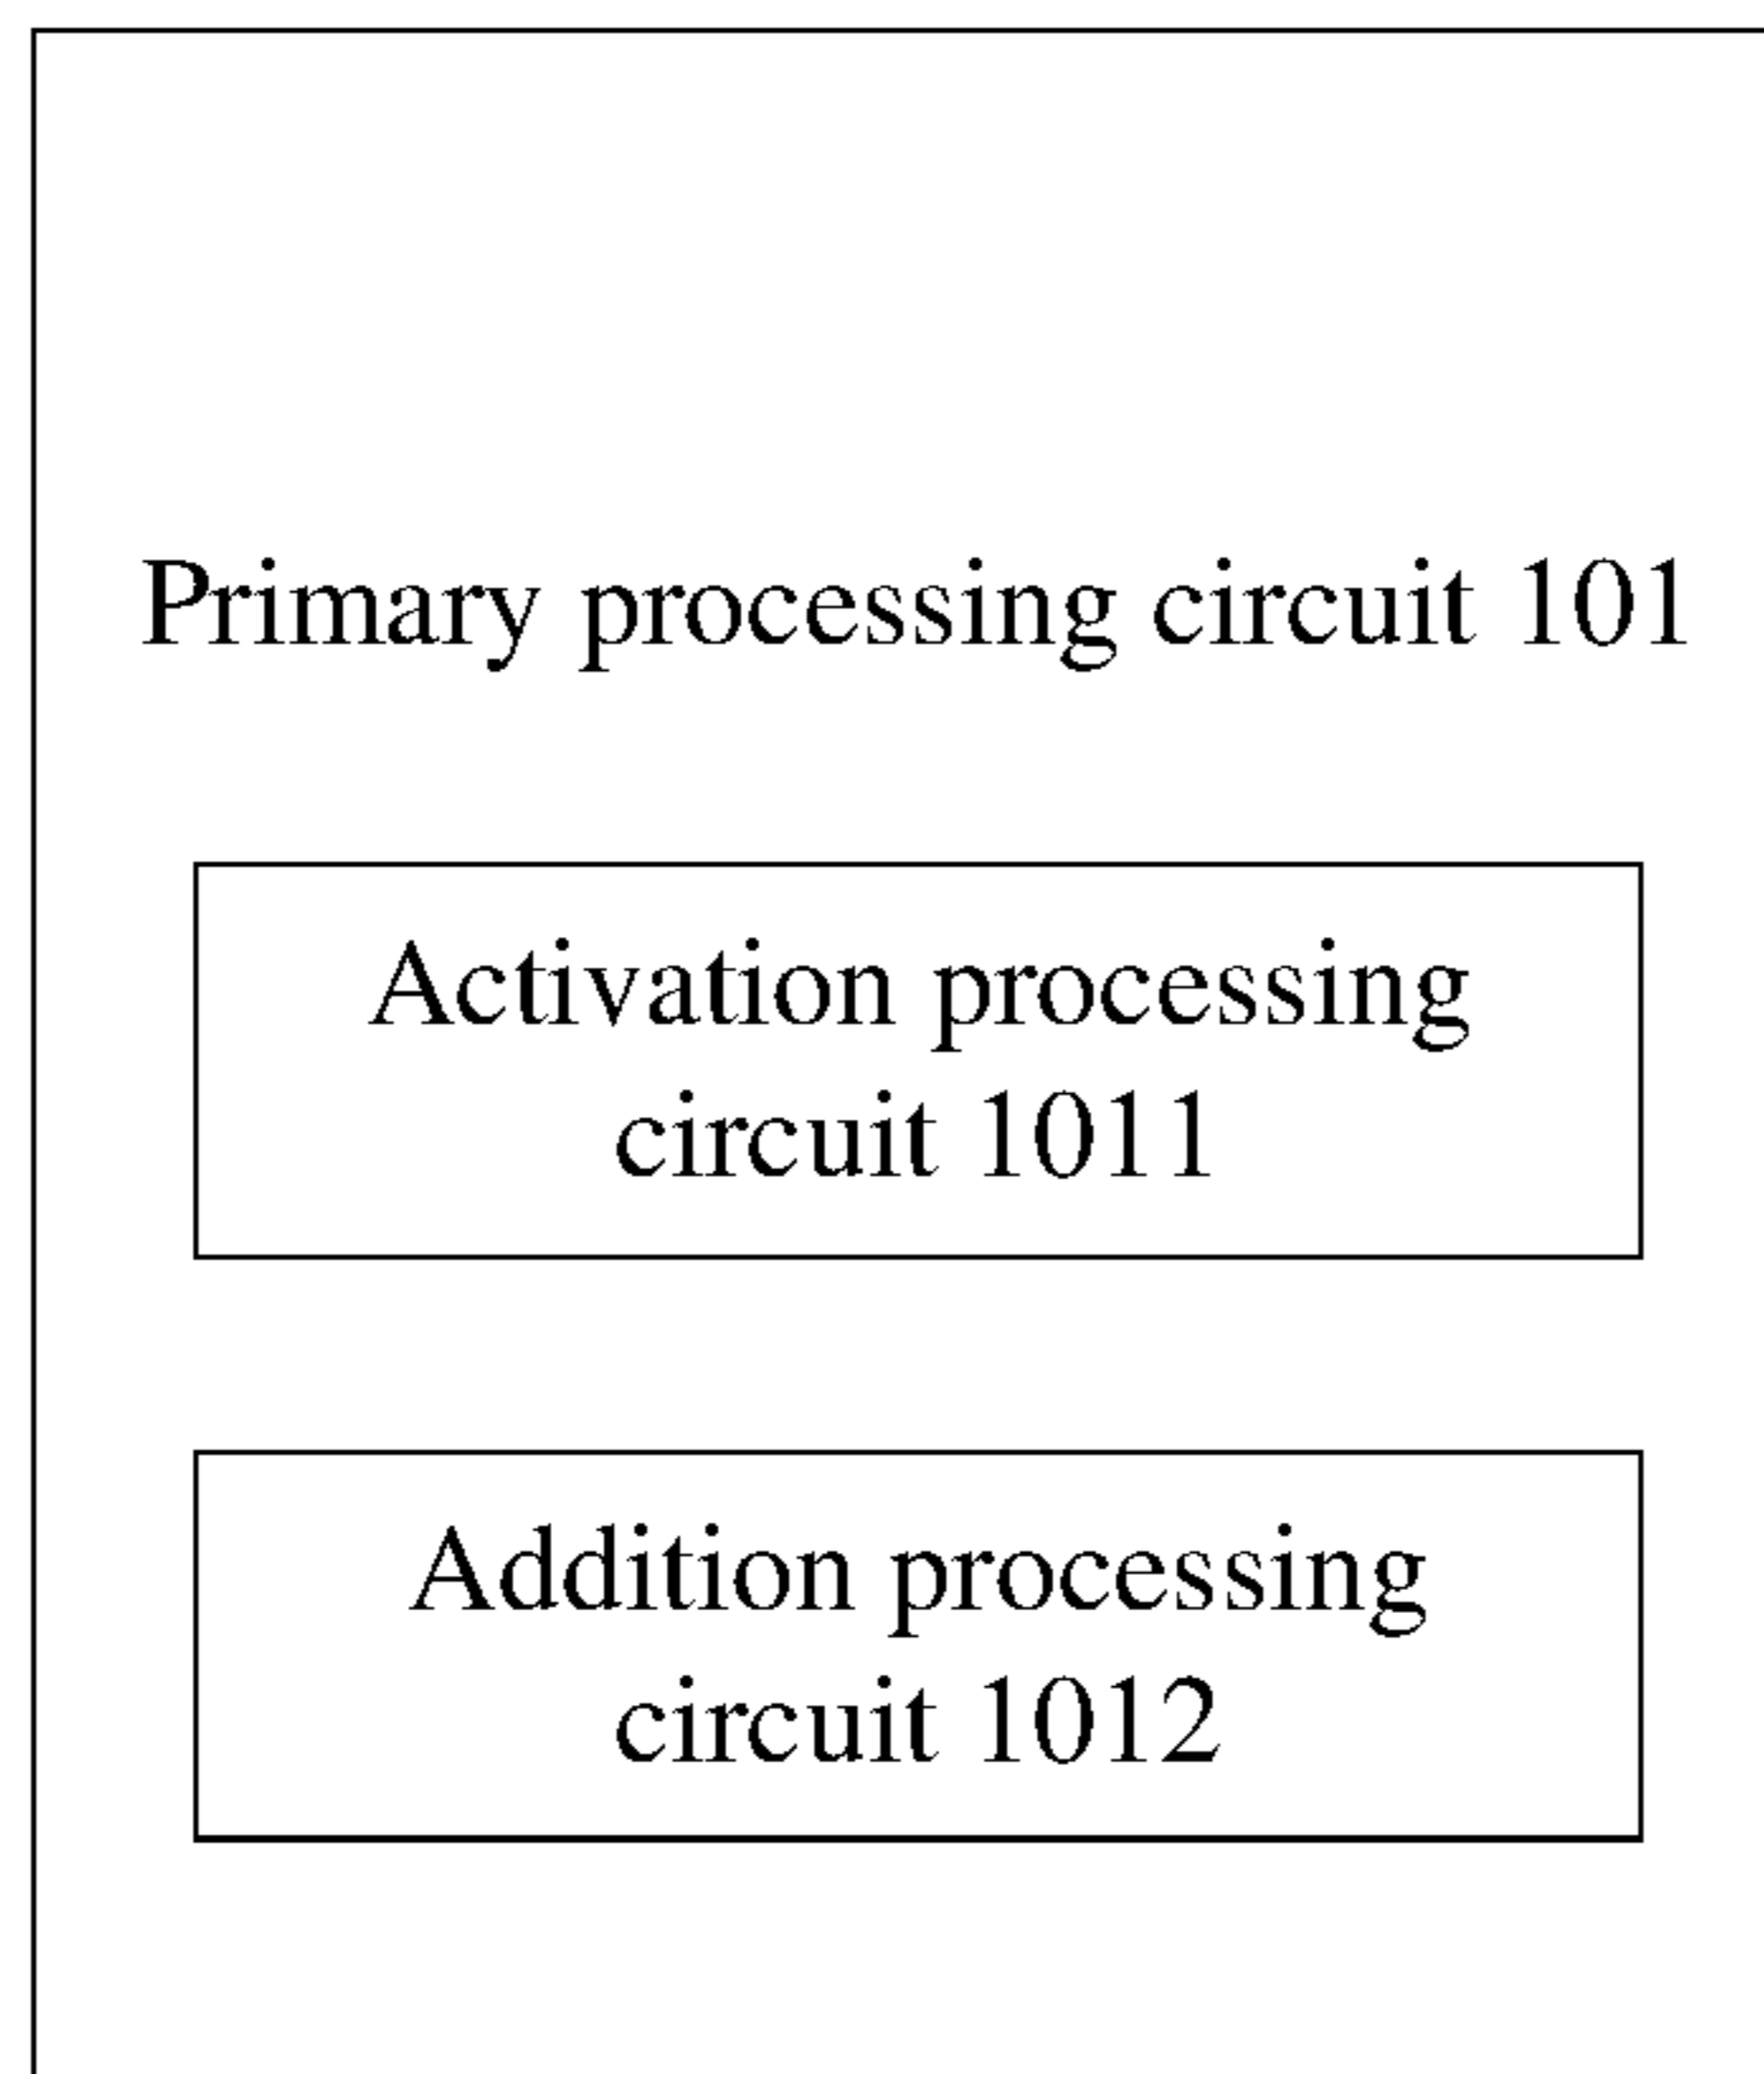 Primary processing circuit 101
Activation processing
circuit 1011
Addition processing
circuit 1012